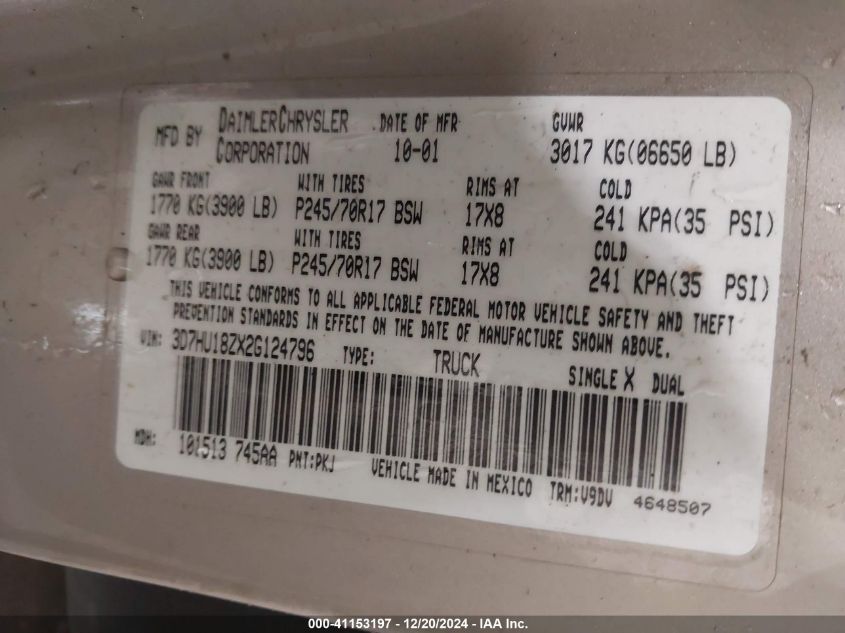 MFD BY DAIMLERCHRYSLER CORPORATION DATE OF MFR 10-01 GVWR 3017 KG(06650 LB)
GAWR FRONT WITH TIRES RIMS AT COLD
1770 KG(3900 LB) P245/70R17 BSW 17X8 241 KPA(35 PSI)
GAWR REAR WITH TIRES RIMS AT COLD
1770 KG(3900 LB) P245/70R17 BSW 17X8 241 KPA(35 PSI)
THIS VEHICLE CONFORMS TO ALL APPLICABLE FEDERAL MOTOR VEHICLE SAFETY AND THEFT
PREVENTION STANDARDS IN EFFECT ON THE DATE OF MANUFACTURE SHOWN ABOVE.
VIN: 3D7HU18ZX2G124796 TYPE: TRUCK SINGLE X DUAL
MDH: 101513 745AA PNT:PKJ VEHICLE MADE IN MEXICO TRM:V9DV 4648507
000-41153197 - 12/20/2024 - IAA Inc.